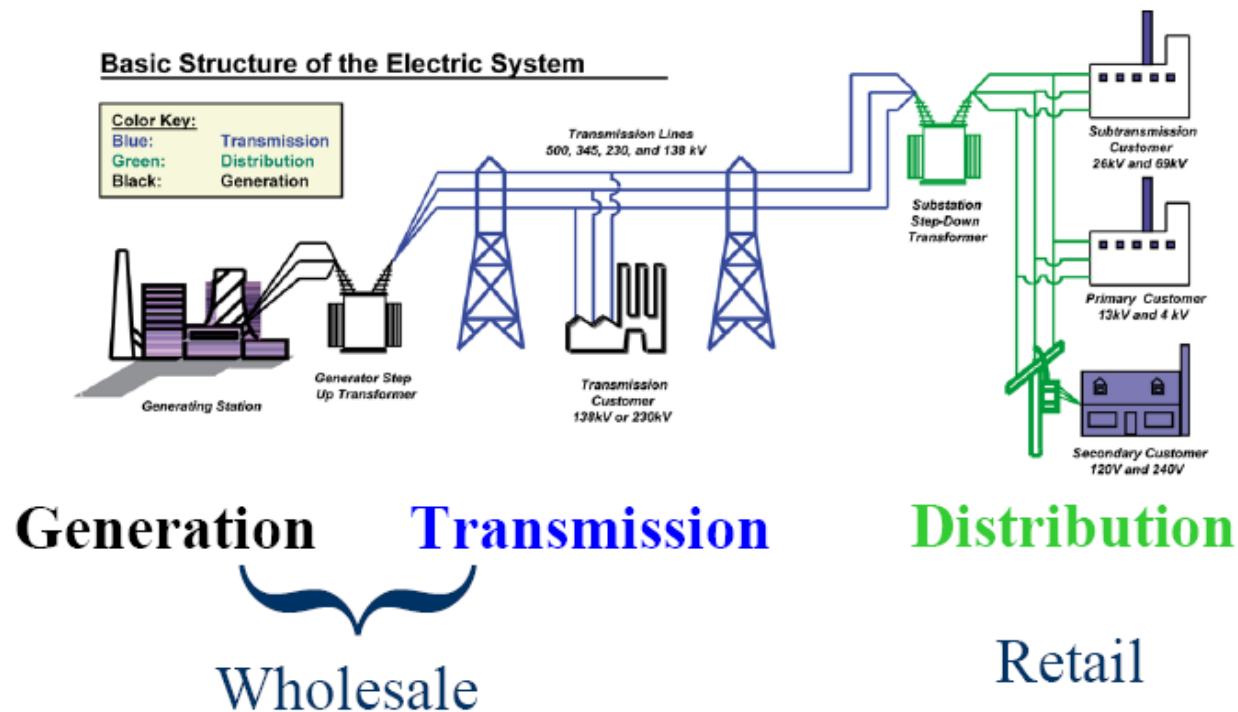 Basic Structure of the Electric System
Color Key:
Blue: Transmission
Green: Distribution
Black: Generation
Transmission Lines
500, 345, 230, and 138 kV
Subtransmission
Customer
26kV and 69kV
Substation
Step-Down
Transformer
Primary Customer
13kV and 4 kV
Generating Station
Generator Step
Up Transformer
Transmission
Customer
138kV or 230kV
Secondary Customer
120V and 240V
Generation
Transmission
Distribution
Wholesale
Retail